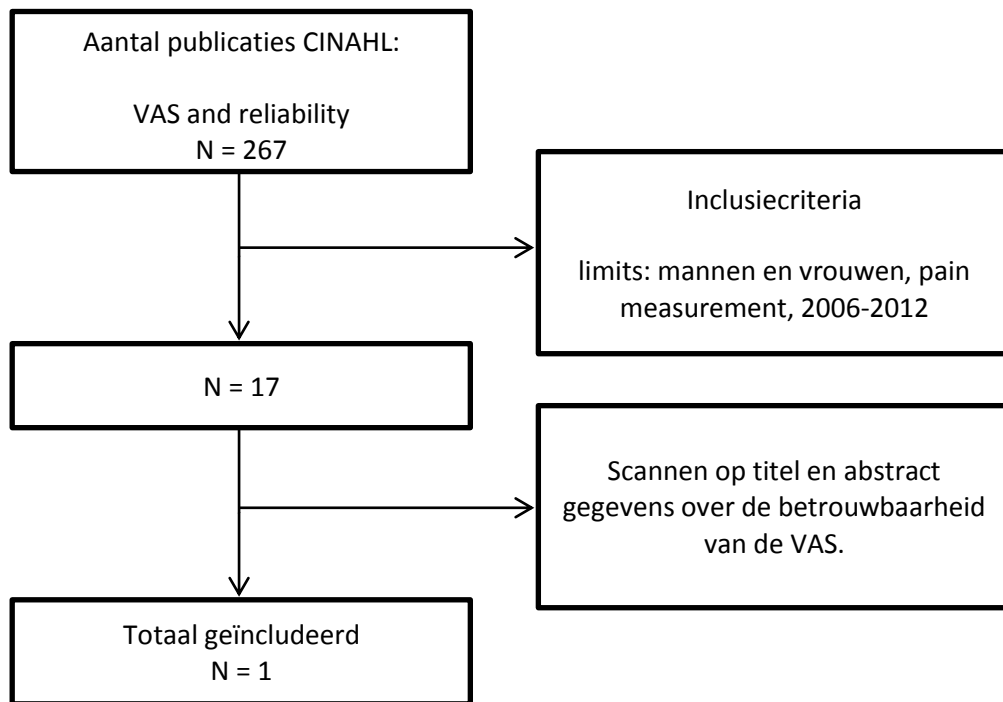 Aantal publicaties CINAHL:
VAS and reliability
N = 267
Inclusiecriteria
limits: mannen en vrouwen, pain
measurement, 2006-2012
N = 17
Scannen op titel en abstract
gegevens over de betrouwbaarheid
van de VAS.
Totaal geïncludeerd
N = 1